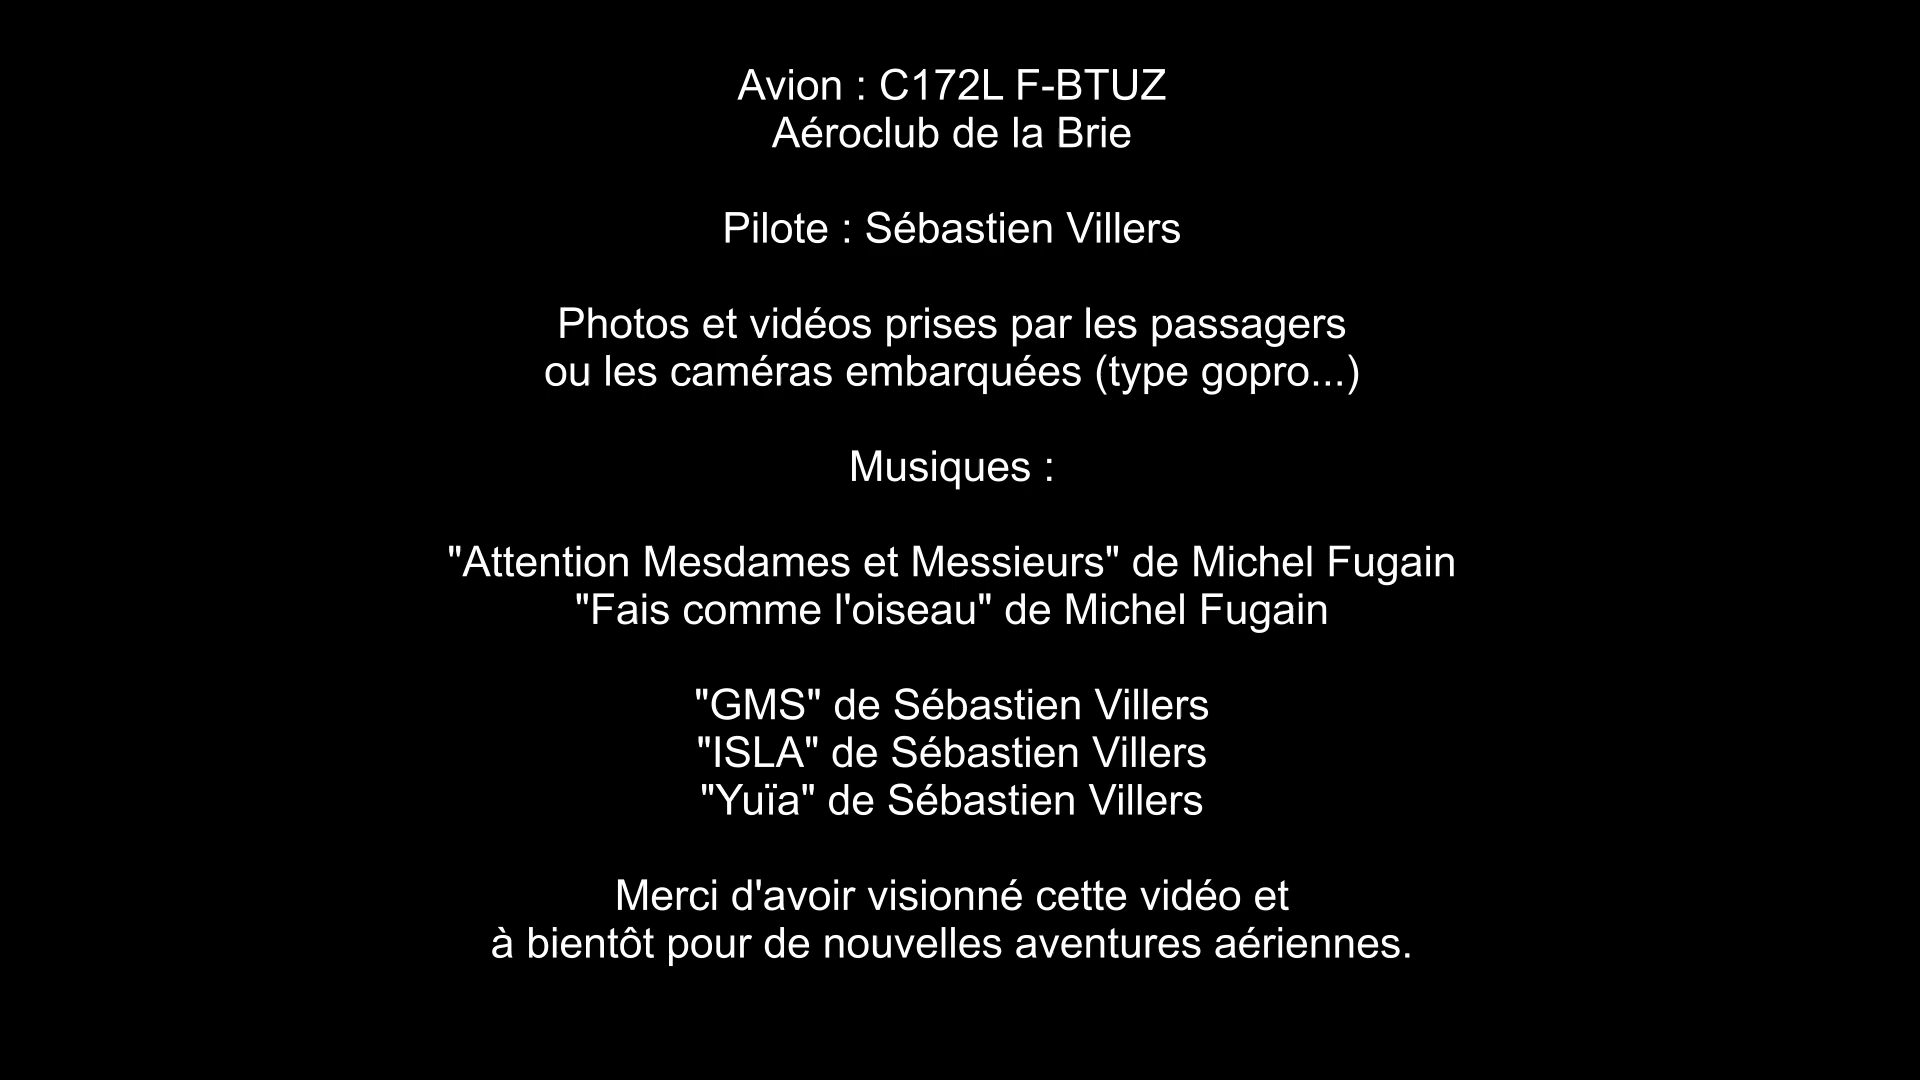 Avion : C172L F-BTUZ
Aéroclub de la Brie
Pilote : Sébastien Villers
Photos et vidéos prises par les passagers
ou les caméras embarquées (type gopro...)
Musiques :
"Attention Mesdames et Messieurs" de Michel Fugain
"Fais comme l'oiseau" de Michel Fugain
"GMS" de Sébastien Villers
"ISLA" de Sébastien Villers
"Yuïa" de Sébastien Villers
Merci d'avoir visionné cette vidéo et
à bientôt pour de nouvelles aventures aériennes.